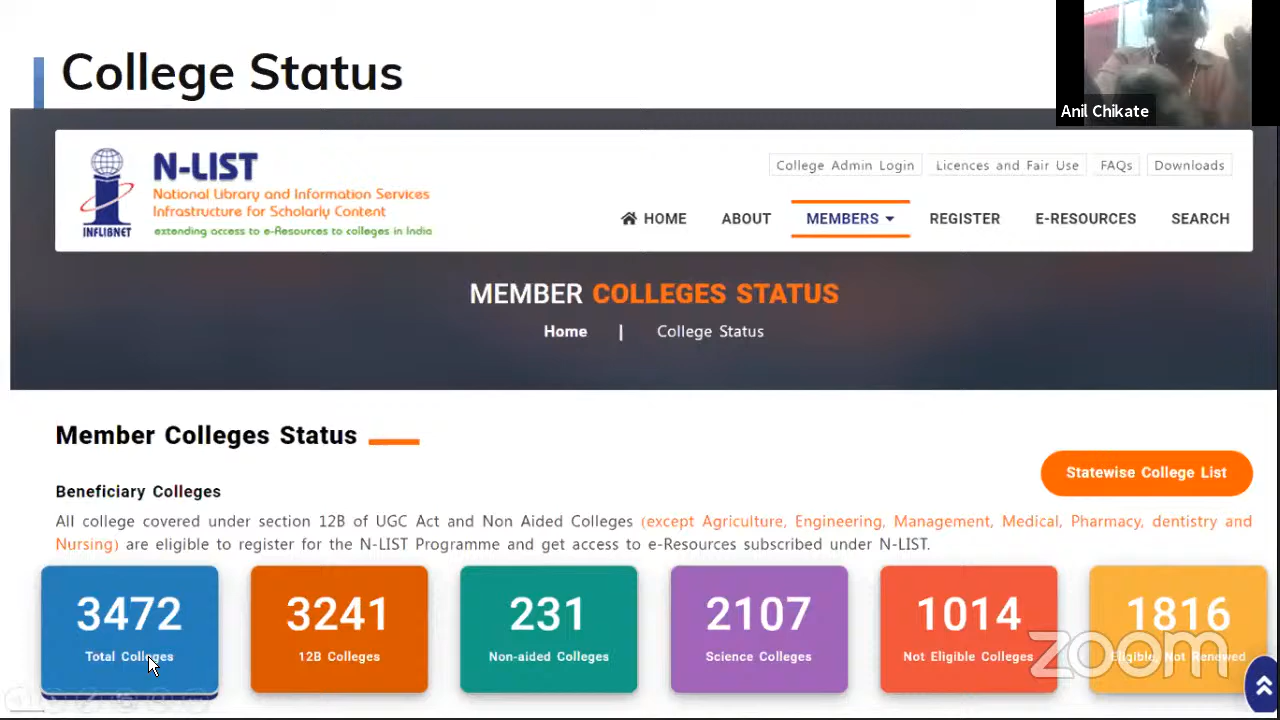 College Status
Anil Chikate
N-LIST
National Library and Information Services
Infrastructure for Scholarly Content
extending access to e-Resources to colleges in India
INFLIBNET
College Admin Login
Licences and Fair Use
FAQs
Downloads
HOME
ABOUT
MEMBERS
REGISTER
E-RESOURCES
SEARCH
MEMBER COLLEGES STATUS
Home | College Status
Member Colleges Status
Statewise College List
Beneficiary Colleges
All college covered under section 12B of UGC Act and Non Aided Colleges (except Agriculture, Engineering, Management, Medical, Pharmacy, dentistry and
Nursing) are eligible to register for the N-LIST Programme and get access to e-Resources subscribed under N-LIST.
3472
Total Colleges
3241
12B Colleges
231
Non-aided Colleges
2107
Science Colleges
1014
Not Eligible Colleges
1816
Eligible, Not Renewed
zoom